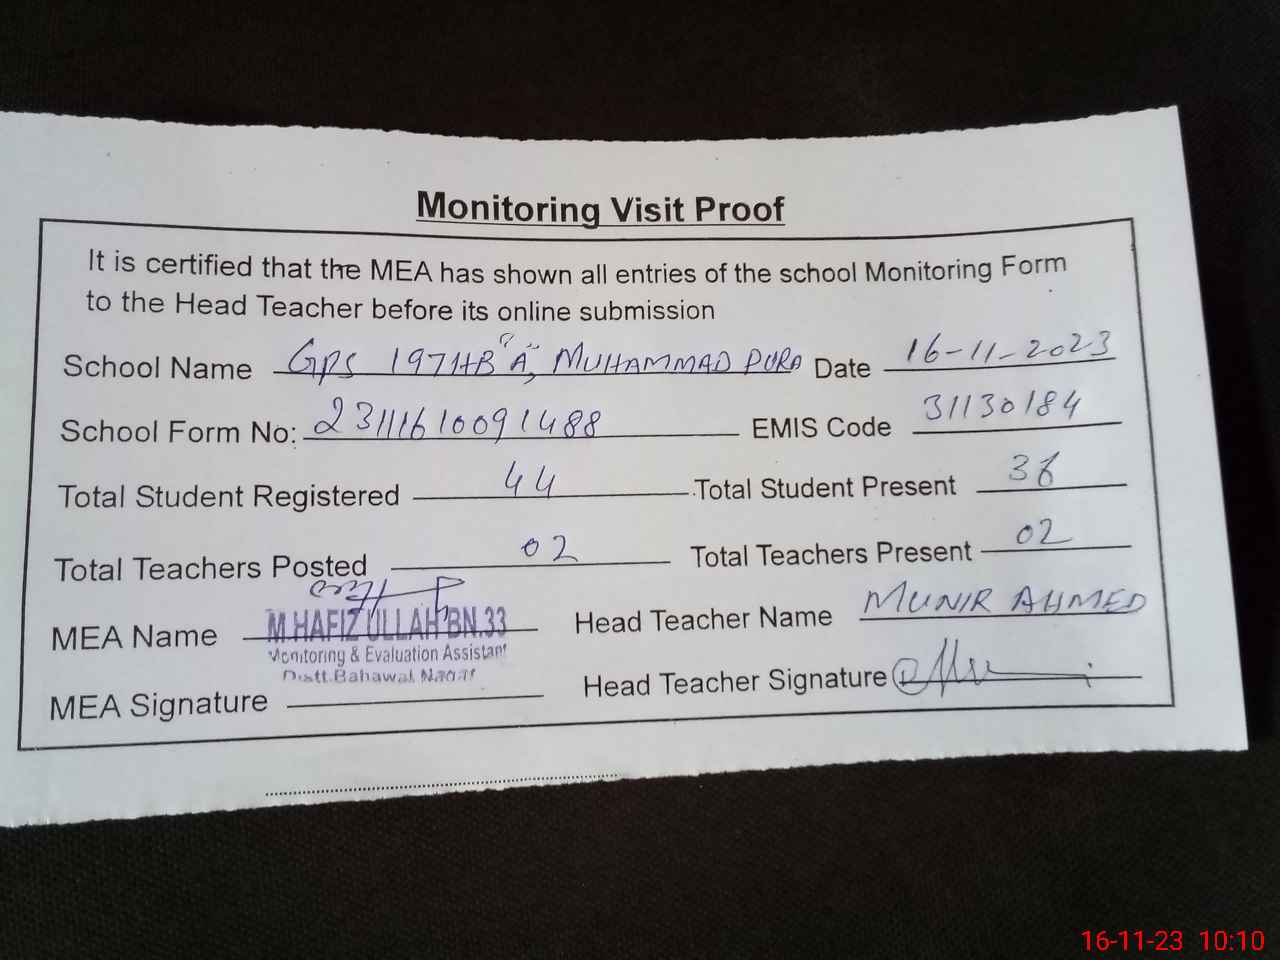 Monitoring Visit Proof
It is certified that the MEA has shown all entries of the school Monitoring Form
to the Head Teacher before its online submission
School Name GPS 197HB "A", MUHAMMAD PURA Date 16-11-2023
School Form No: 23111610091488 EMIS Code 31130184
Total Student Registered 44 Total Student Present
Total Teachers Posted 02 Total Teachers Present 02
MEA Name M.HAFIZ ULLAH BN.33 Head Teacher Name MUNIR AHMED
Monitoring & Evaluation Assistant
Distt.Bahawal Nagar
MEA Signature Head Teacher Signature
16-11-23 10:10